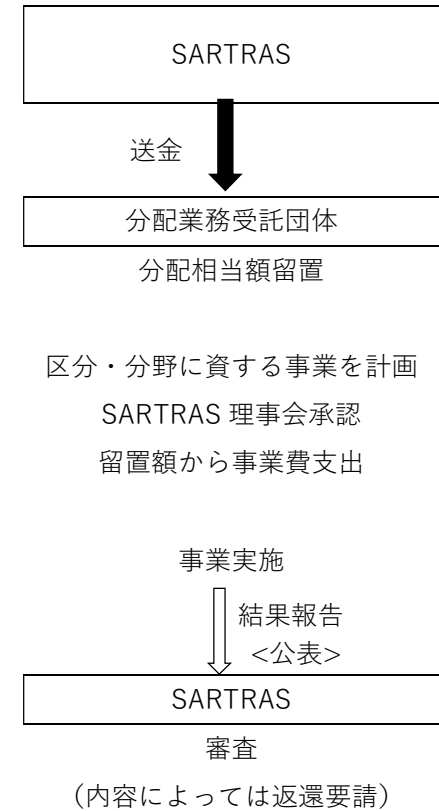 SARTRAS
送金
分配業務受託団体
分配相当額留置
区分・分野に資する事業を計画
SARTRAS 理事会承認
留置額から事業費支出
事業実施
結果報告
<公表>
SARTRAS
審査
（内容によっては返還要請）